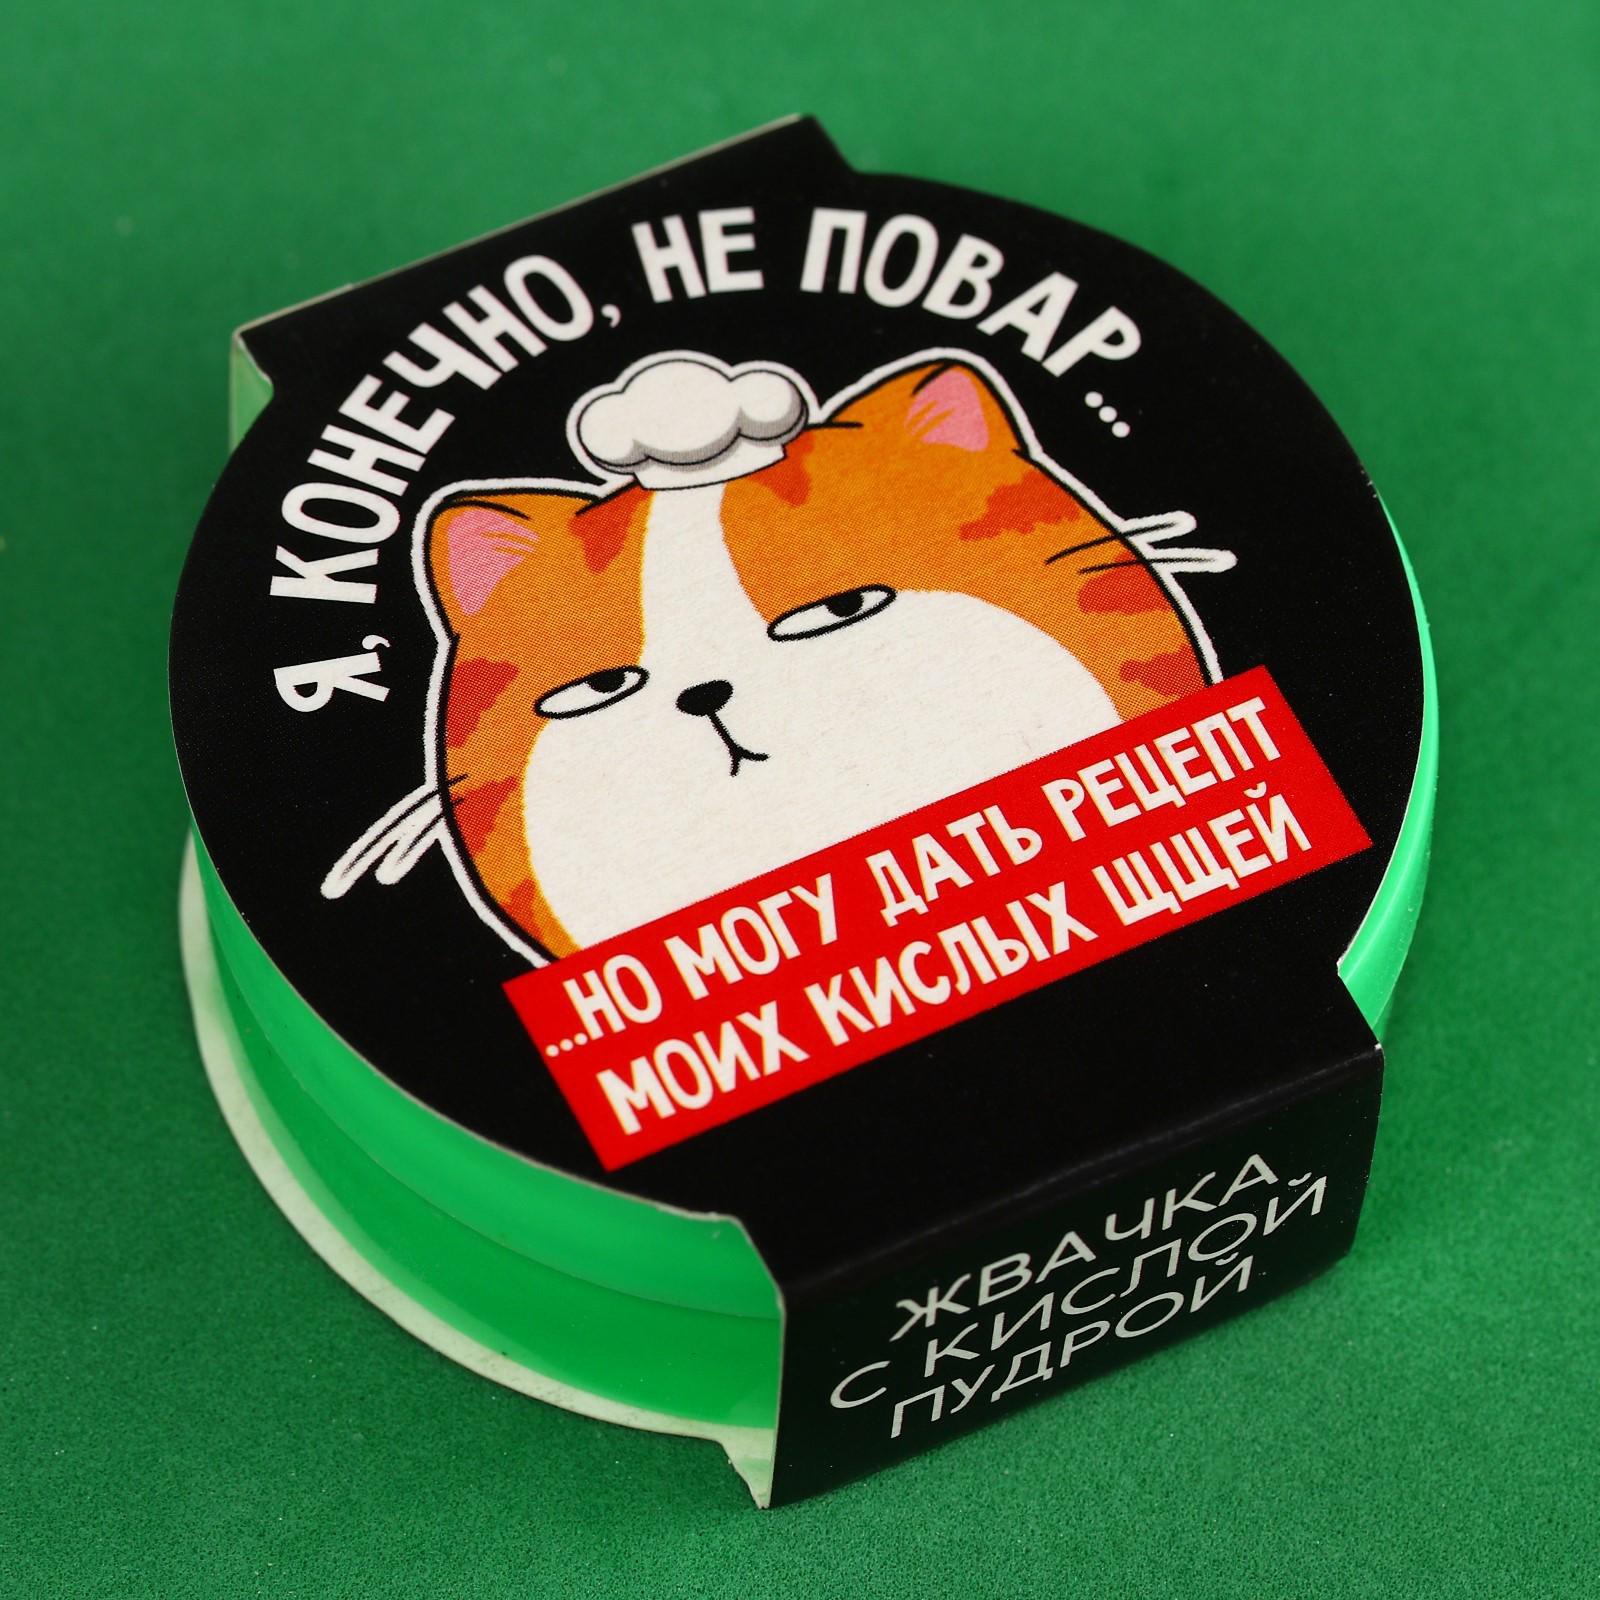 Я, КОНЕЧНО, НЕ ПОВАР...
...НО МОГУ ДАТЬ РЕЦЕПТ
МОИХ КИСЛЫХ ЩЩЕЙ
ЖВАЧКА
С КИСЛОЙ
ПУДРОЙ